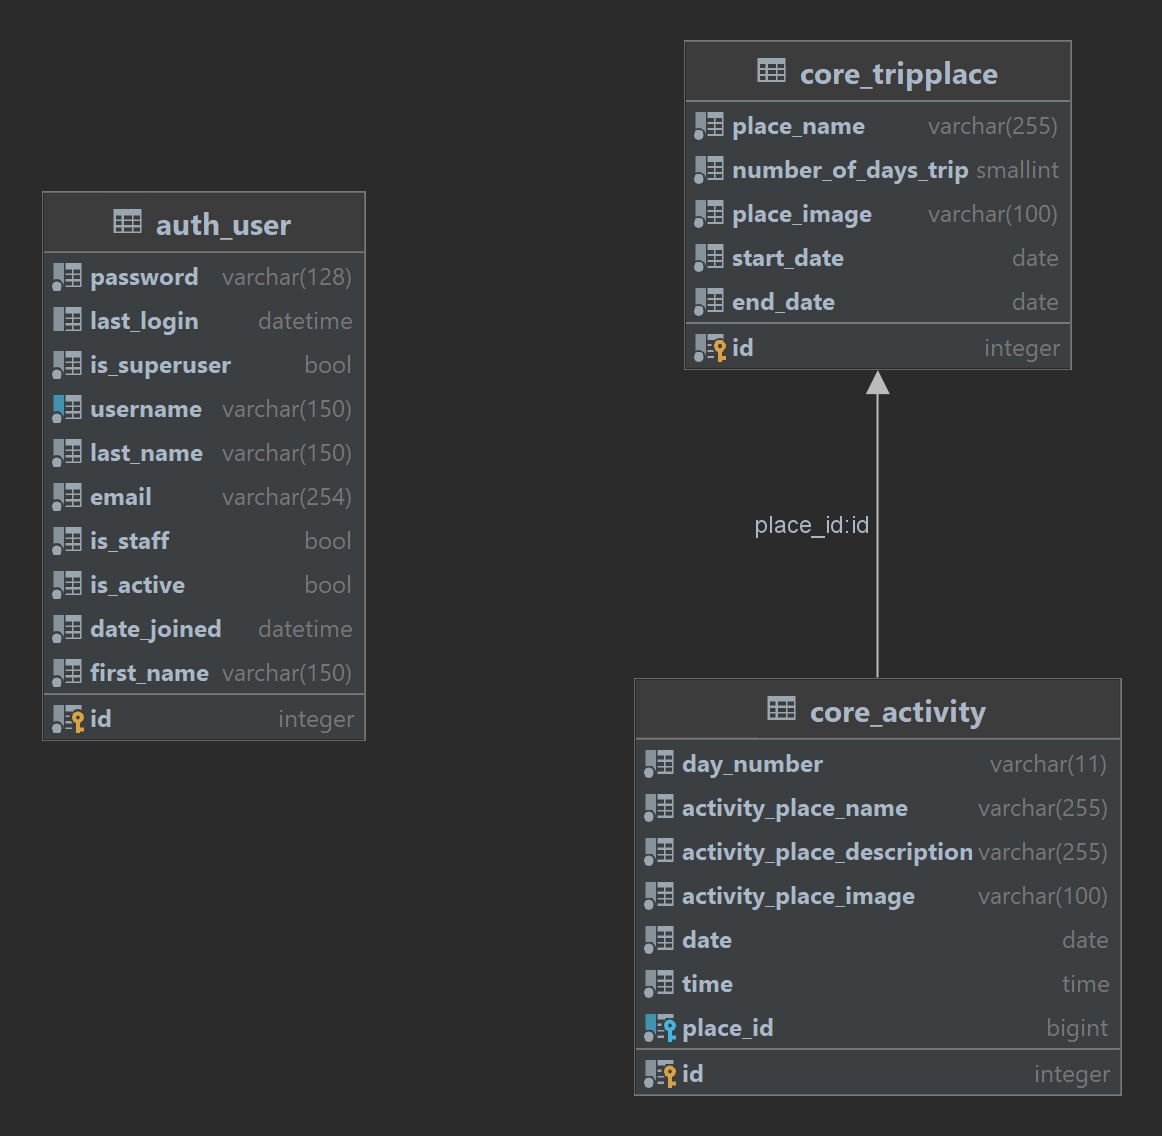 auth_user
password varchar(128)
last_login datetime
is_superuser bool
username varchar(150)
last_name varchar(150)
email varchar(254)
is_staff bool
is_active bool
date_joined datetime
first_name varchar(150)
id integer
core_tripplace
place_name varchar(255)
number_of_days_trip smallint
place_image varchar(100)
start_date date
end_date date
id integer
place_id:id
core_activity
day_number varchar(11)
activity_place_name varchar(255)
activity_place_description varchar(255)
activity_place_image varchar(100)
date date
time time
place_id bigint
id integer